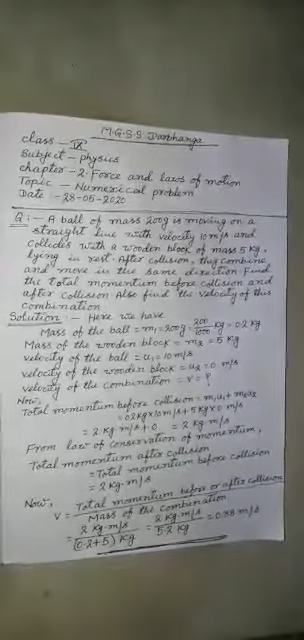 M.G.S.S Darbhanga
class - IX
Subject - physics
chapter - 2 Force and laws of motion
Topic - Numerical problem
Date :- 28-05-2020
Q:- A ball of mass 200g is moving on a
straight line with velocity 10 m/s and
collides with a wooden block of mass 5 kg.
lying in rest. After collision, they combine
and move in the same direction. Find
the total momentum before collision and
after collision Also find the velocity of this
combination
Solution :- Here we have
Mass of the ball = m₁ = 200g = 200/1000 kg = 0.2 kg
Mass of the wooden block = m₂ = 5 kg
velocity of the ball = u₁ = 10 m/s
velocity of the wooden block = u₂ = 0 m/s
velocity of the combination = v = ?
Now,
Total momentum before collision = m₁u₁ + m₂u₂
= 0.2kg x 10 m/s + 5 kg x 0 m/s
= 2 kg m/s + 0 = 2 kg - m/s
From law of conservation of momentum,
Total momentum after collision
= Total momentum before collision
= 2 kg - m/s
Now,
v = Total momentum before or after collision / Mass of the combination
= 2 kg-m/s / (0.2+5) kg = 2 kg-m/s / 5.2 kg = 0.38 m/s